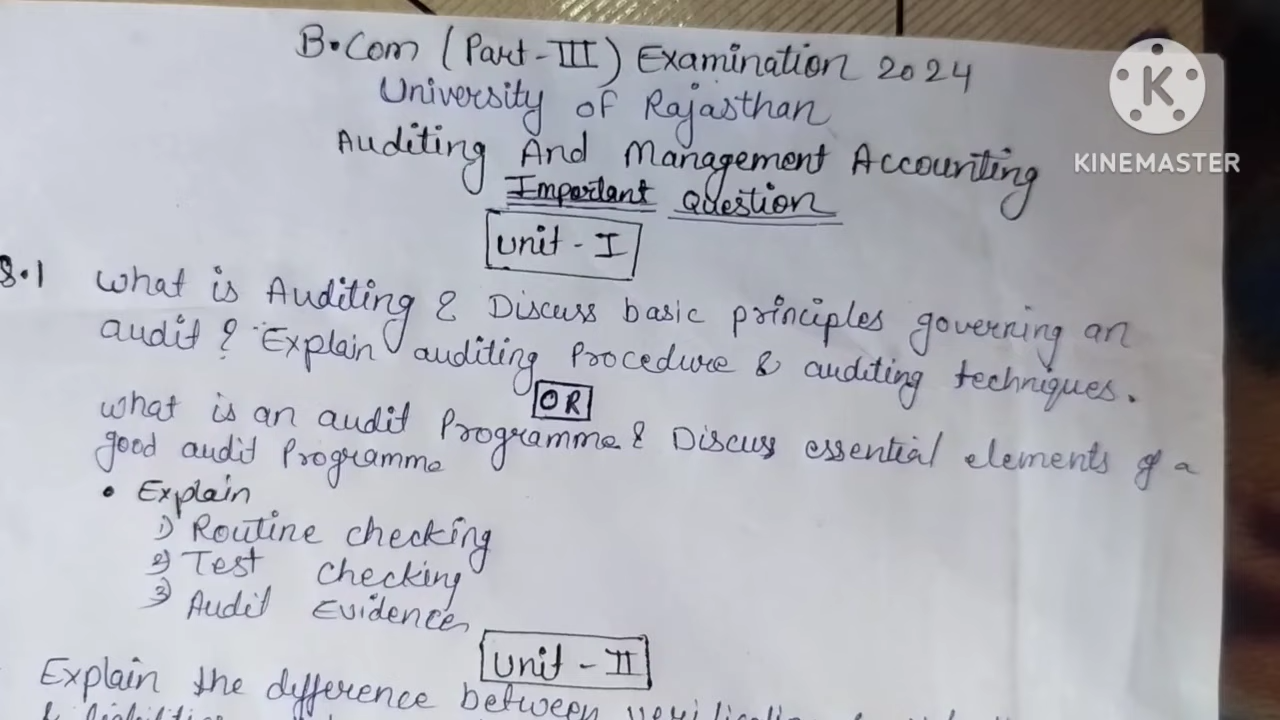 B.Com (Part-III) Examination 2024
University of Rajasthan
Auditing And Management Accounting
Important Question
Unit-I
What is Auditing & Discuss basic principles governing an
audit? Explain auditing Procedure & auditing techniques.
OR
What is an audit Programme & Discuss essential elements of a
good audit Programme
• Explain
1) Routine checking
2) Test checking
3) Audit Evidence
Unit-II
Explain the difference between
K
KINEMASTER